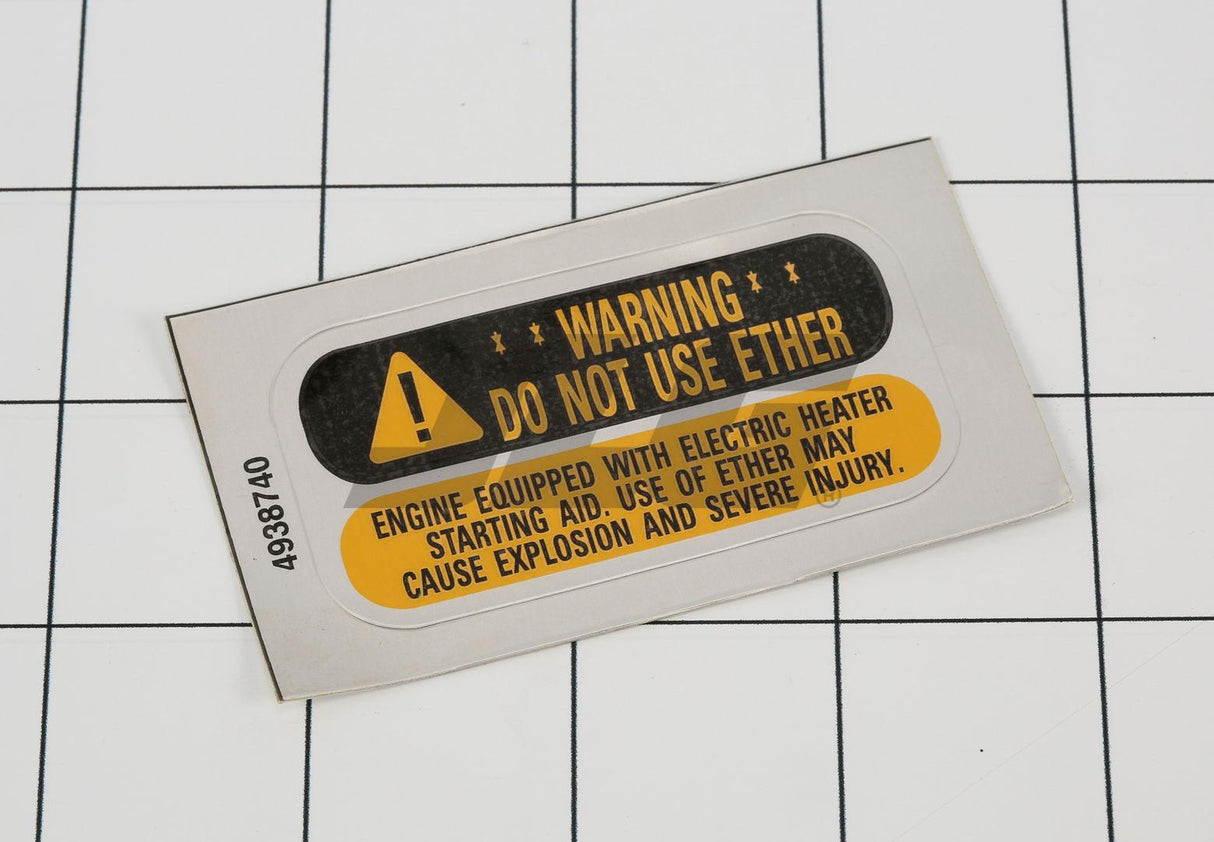 * * WARNING * *
DO NOT USE ETHER
ENGINE EQUIPPED WITH ELECTRIC HEATER
STARTING AID. USE OF ETHER MAY
CAUSE EXPLOSION AND SEVERE INJURY.
4938740
!
®